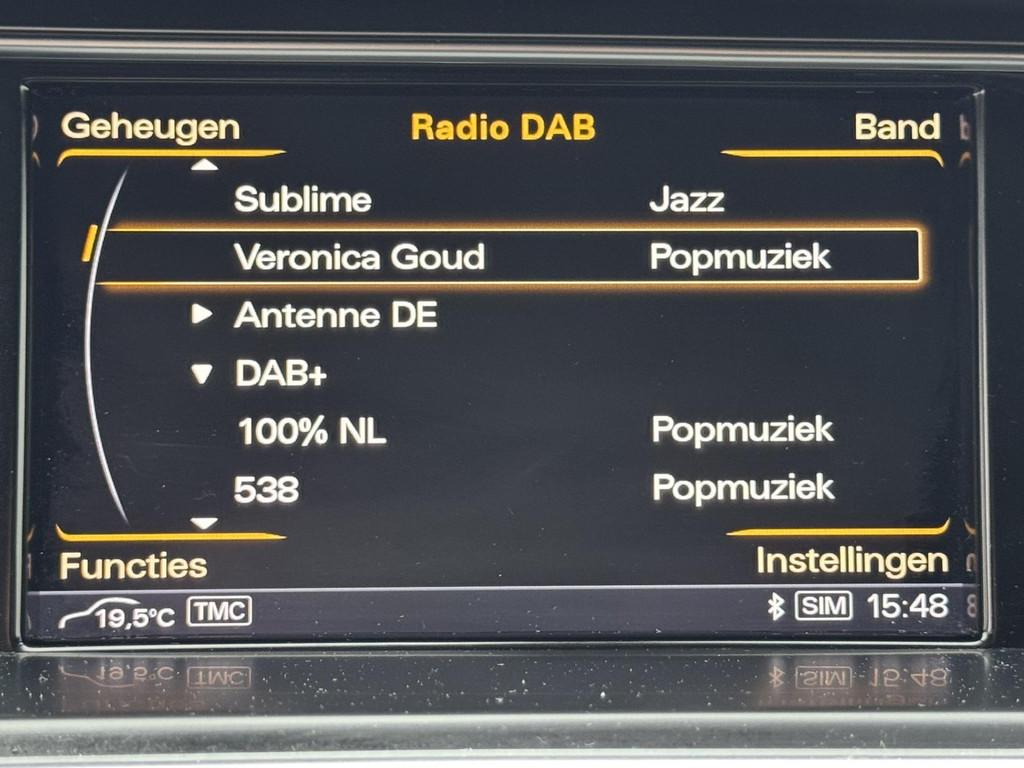 Geheugen Radio DAB Band
Sublime Jazz
Veronica Goud Popmuziek
Antenne DE
DAB+
100% NL Popmuziek
538 Popmuziek
Functies Instellingen
19,5°C TMC SIM 15:48